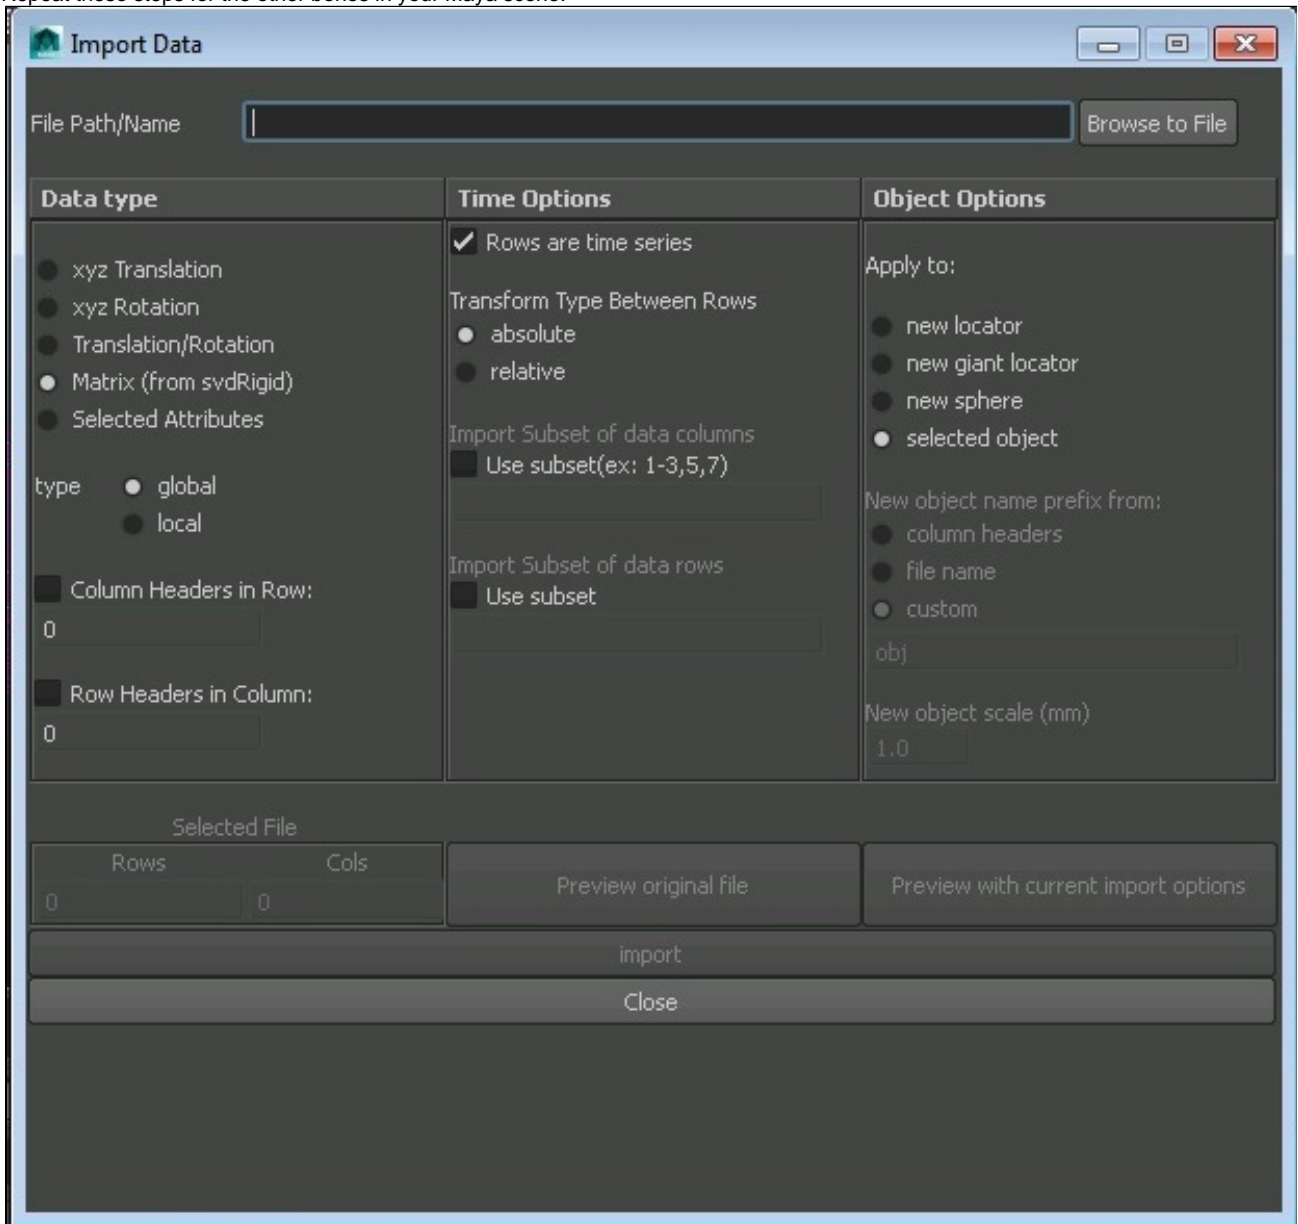 Repeat these steps for the other bones in your Maya scene.
Import Data
File Path/Name
Browse to File
Data type
xyz Translation
xyz Rotation
Translation/Rotation
Matrix (from svdRigid)
Selected Attributes
type
global
local
Column Headers in Row:
0
Row Headers in Column:
0
Time Options
Rows are time series
Transform Type Between Rows
absolute
relative
Import Subset of data columns
Use subset(ex: 1-3,5,7)
Import Subset of data rows
Use subset
Object Options
Apply to:
new locator
new giant locator
new sphere
selected object
New object name prefix from:
column headers
file name
custom
obj
New object scale (mm)
1.0
Selected File
Rows Cols
0 0
Preview original file
Preview with current import options
import
Close